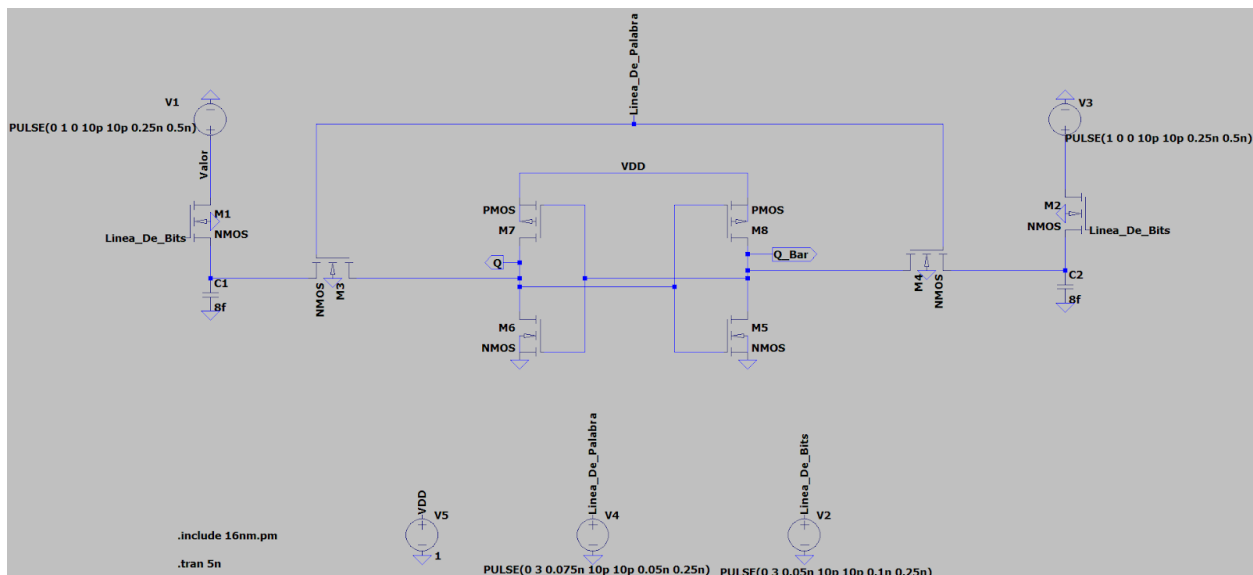 Linea_De_Palabra
V1
PULSE(0 1 0 10p 10p 0.25n 0.5n)
Valor
M1
NMOS
Linea_De_Bits
C1
8f
NMOS
M3
VDD
PMOS
M7
PMOS
M8
Q
Q_Bar
M6
NMOS
M5
NMOS
M4
NMOS
V3
PULSE(1 0 0 10p 10p 0.25n 0.5n)
M2
NMOS
Linea_De_Bits
C2
8f
.include 16nm.pm
.tran 5n
VDD
V5
1
Linea_De_Palabra
V4
PULSE(0 3 0.075n 10p 10p 0.05n 0.25n)
Linea_De_Bits
V2
PULSE(0 3 0.05n 10p 10p 0.1n 0.25n)